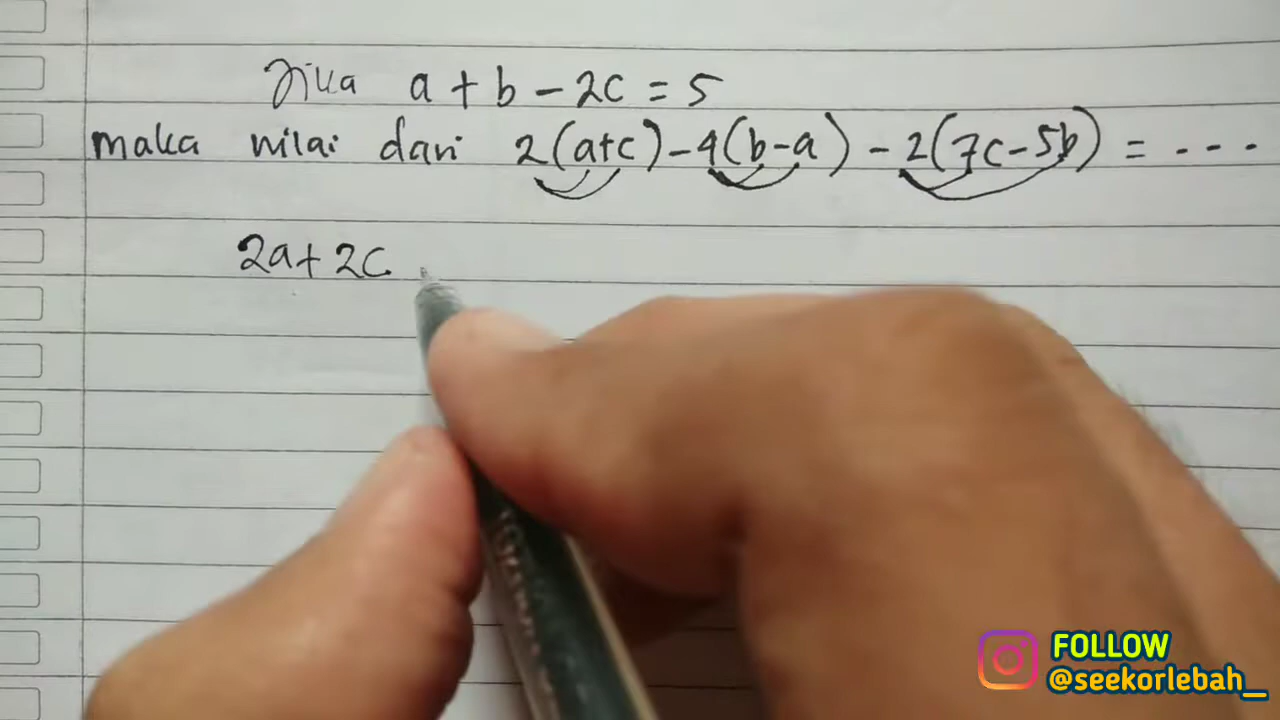 Jika a + b - 2c = 5
maka nilai dari 2(a+c) - 4(b-a) - 2(7c-5b) = ---
2a + 2c
FOLLOW
@seekorlebah_